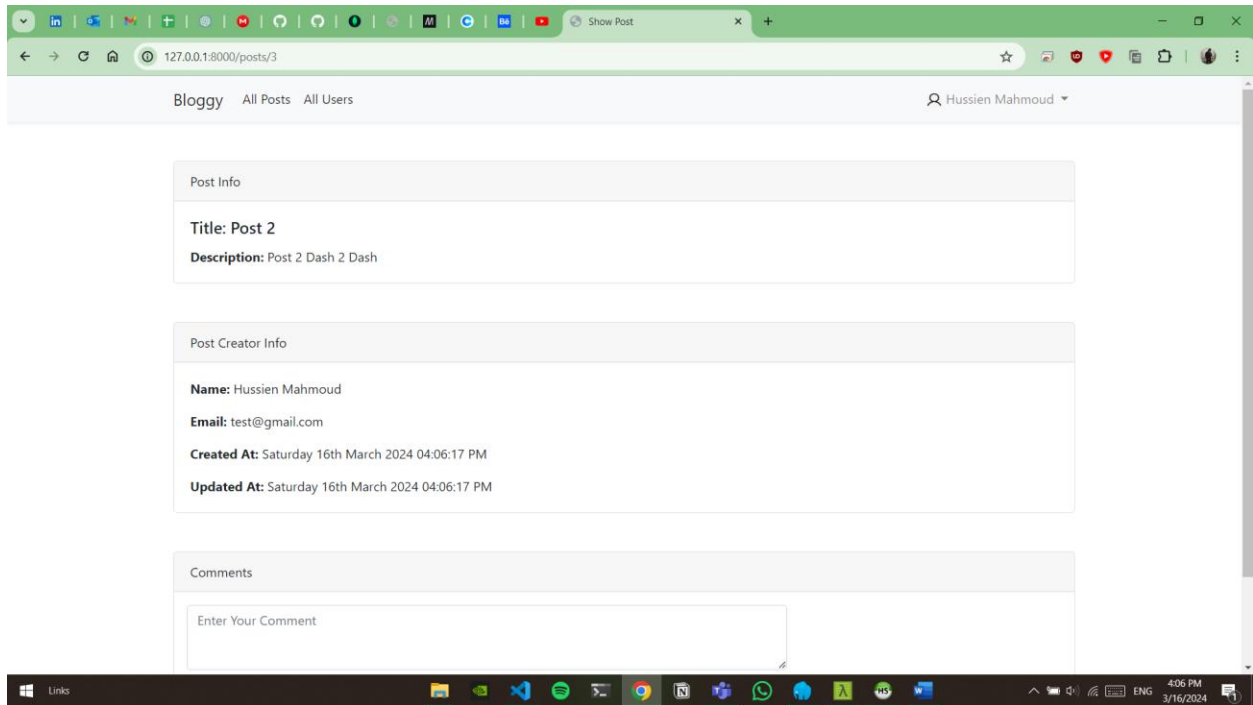 Show Post
127.0.0.1:8000/posts/3
Bloggy All Posts All Users Hussien Mahmoud
Post Info
Title: Post 2
Description: Post 2 Dash 2 Dash
Post Creator Info
Name: Hussien Mahmoud
Email: test@gmail.com
Created At: Saturday 16th March 2024 04:06:17 PM
Updated At: Saturday 16th March 2024 04:06:17 PM
Comments
Enter Your Comment
Links ENG 4:06 PM
3/16/2024